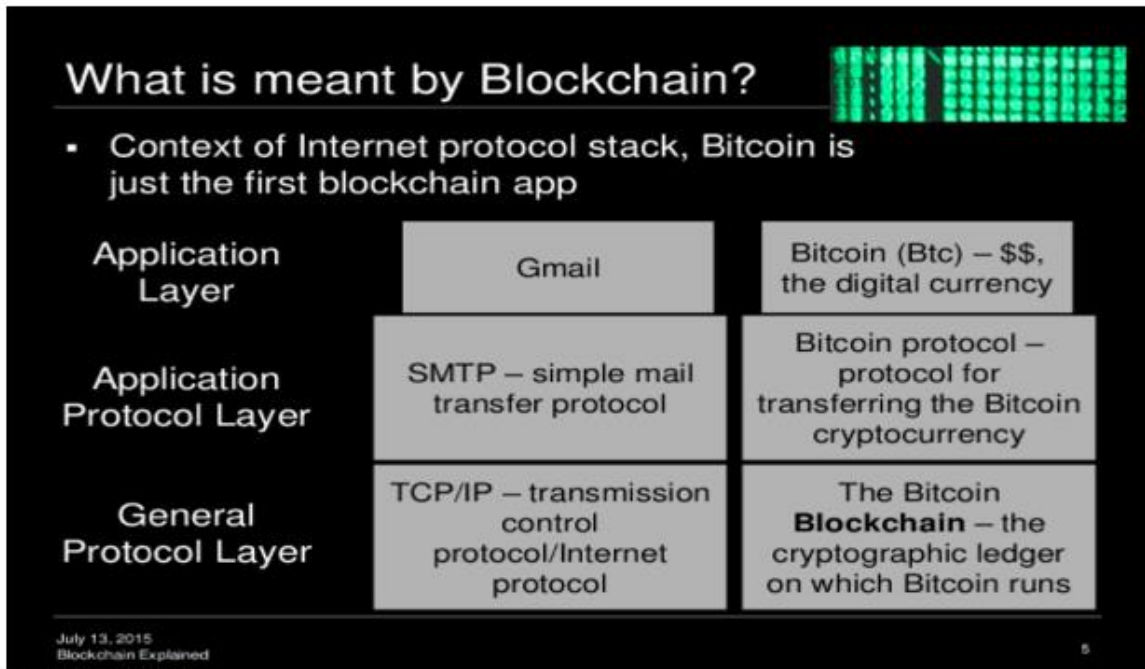 What is meant by Blockchain?
▪ Context of Internet protocol stack, Bitcoin is
just the first blockchain app
Application
Layer
Gmail
Bitcoin (Btc) – $$,
the digital currency
Application
Protocol Layer
SMTP – simple mail
transfer protocol
Bitcoin protocol –
protocol for
transferring the Bitcoin
cryptocurrency
General
Protocol Layer
TCP/IP – transmission
control
protocol/Internet
protocol
The Bitcoin
Blockchain – the
cryptographic ledger
on which Bitcoin runs
July 13, 2015
Blockchain Explained
5